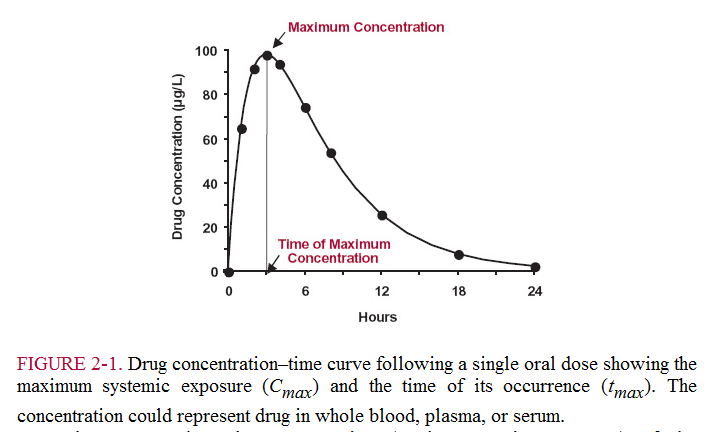 Maximum Concentration
100
80
60
40
20
0
Drug Concentration (µg/L)
Time of Maximum
Concentration
0 6 12 18 24
Hours
FIGURE 2-1. Drug concentration–time curve following a single oral dose showing the
maximum systemic exposure (Cmax) and the time of its occurrence (tmax). The
concentration could represent drug in whole blood, plasma, or serum.